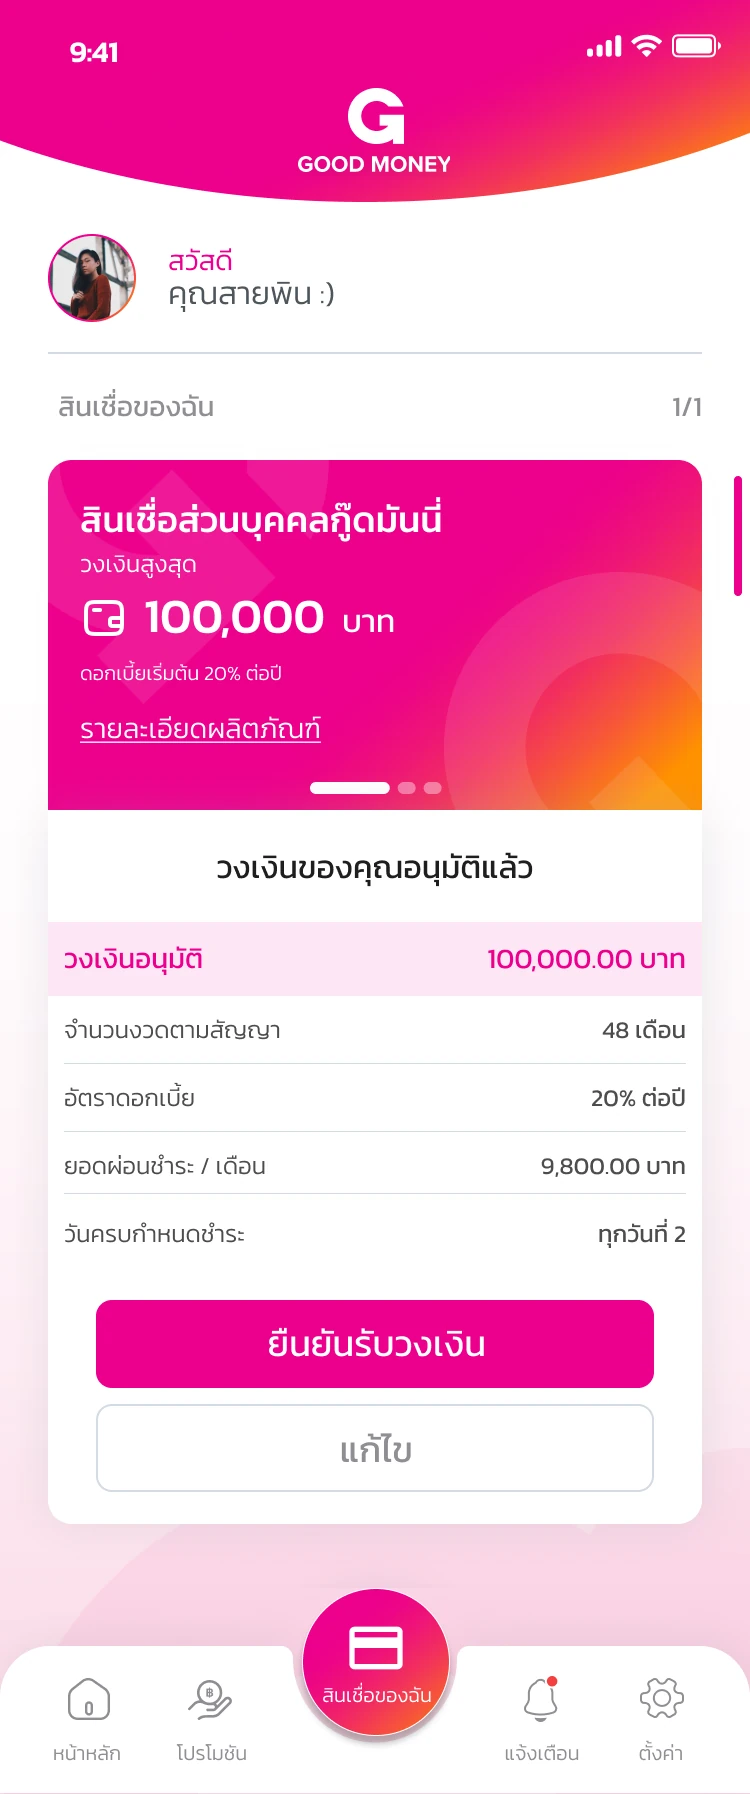 9:41
G
GOOD MONEY
สวัสดี
คุณสายพิน :)
สินเชื่อของฉัน 1/1
สินเชื่อส่วนบุคคลกู๊ดมันนี่
วงเงินสูงสุด
100,000 บาท
ดอกเบี้ยเริ่มต้น 20% ต่อปี
รายละเอียดผลิตภัณฑ์
วงเงินของคุณอนุมัติแล้ว
วงเงินอนุมัติ 100,000.00 บาท
จำนวนงวดตามสัญญา 48 เดือน
อัตราดอกเบี้ย 20% ต่อปี
ยอดผ่อนชำระ / เดือน 9,800.00 บาท
วันครบกำหนดชำระ ทุกวันที่ 2
ยืนยันรับวงเงิน
แก้ไข
หน้าหลัก โปรโมชัน สินเชื่อของฉัน แจ้งเตือน ตั้งค่า